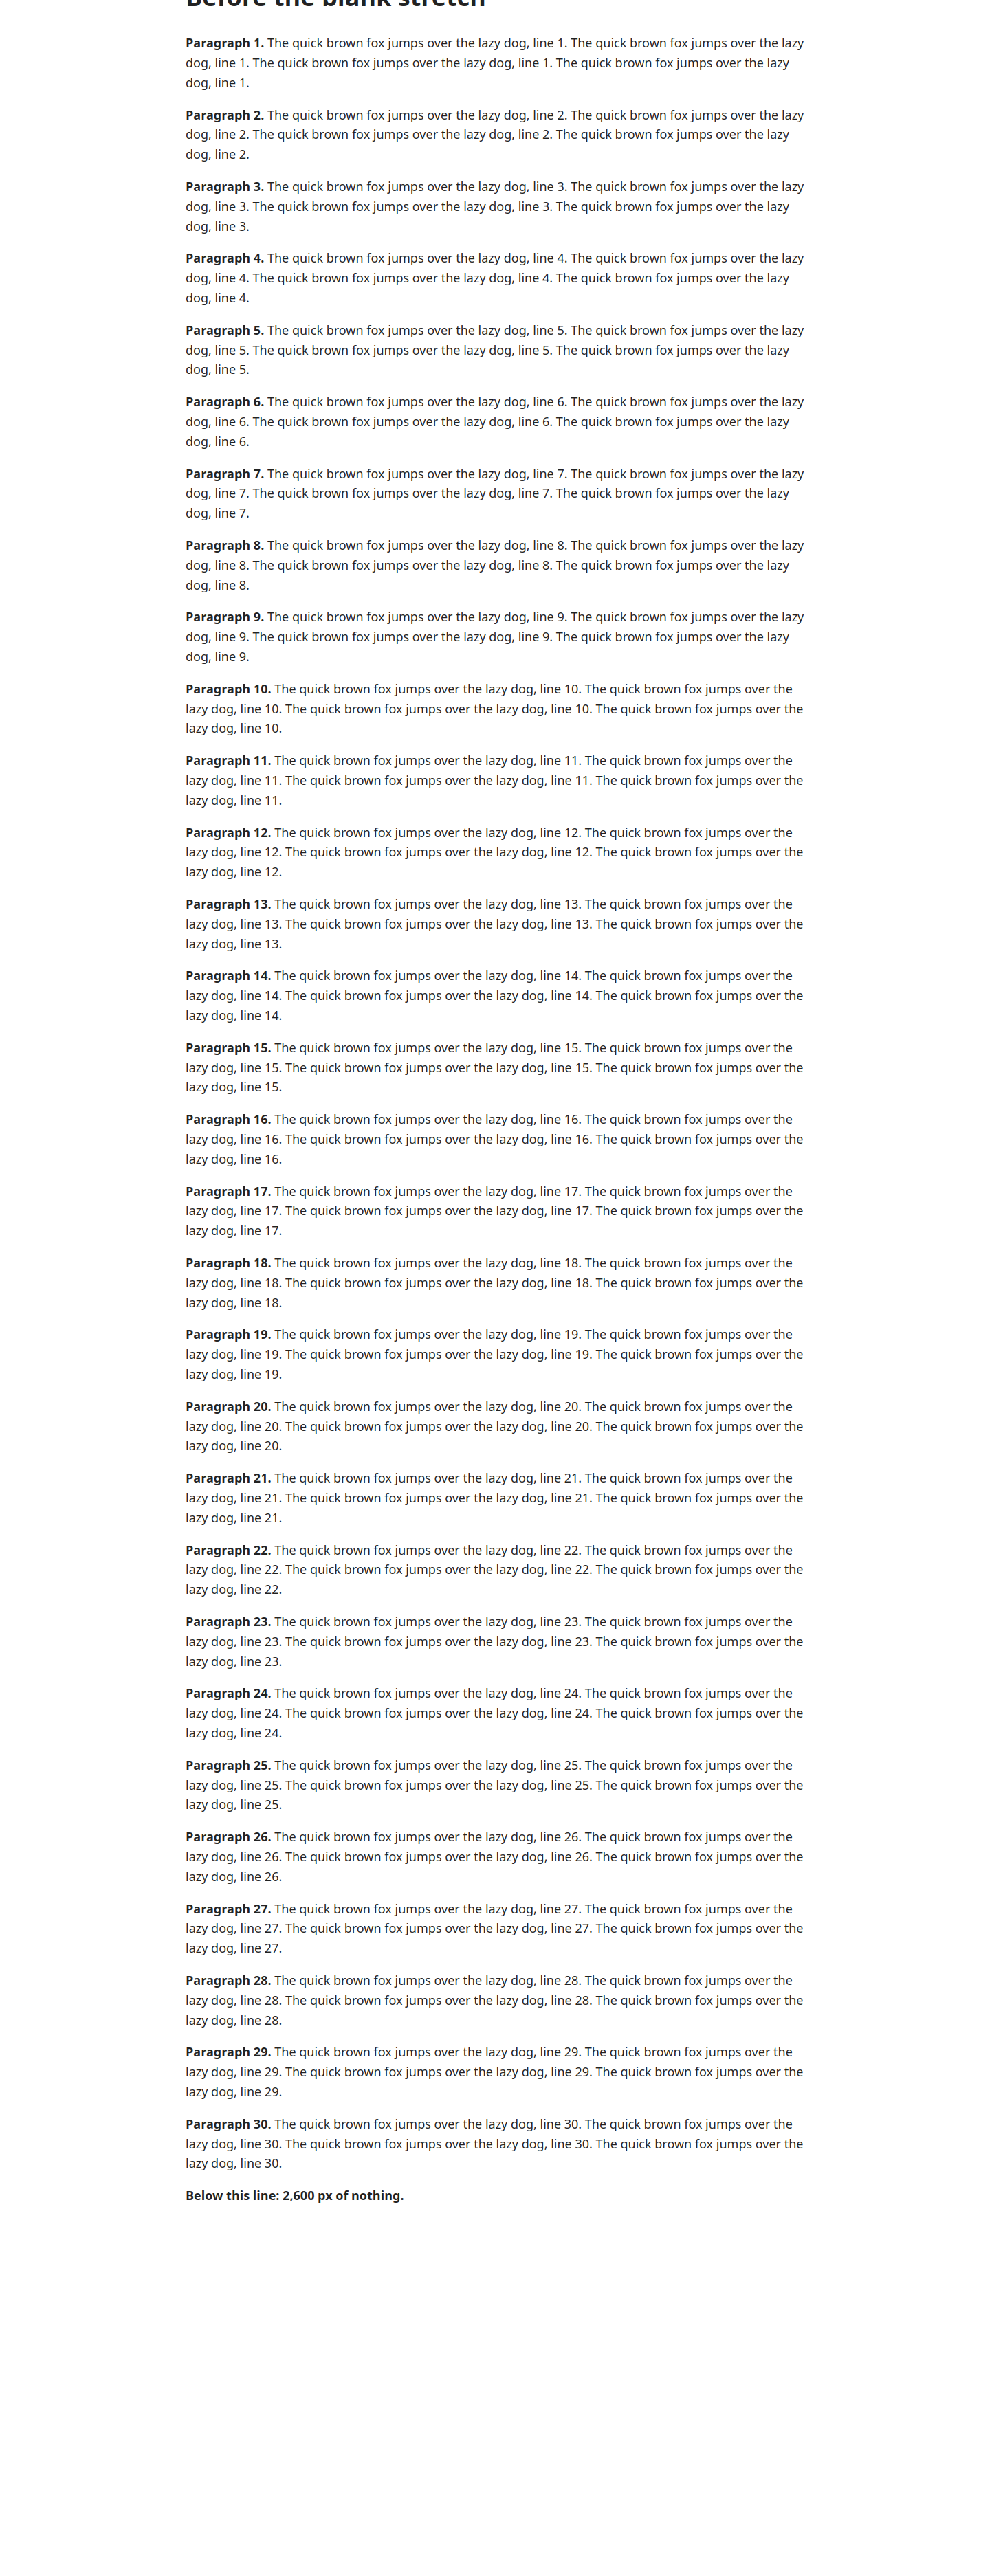 Before the blank stretch
Paragraph 1. The quick brown fox jumps over the lazy dog, line 1. The quick brown fox jumps over the lazy
dog, line 1. The quick brown fox jumps over the lazy dog, line 1. The quick brown fox jumps over the lazy
dog, line 1.
Paragraph 2. The quick brown fox jumps over the lazy dog, line 2. The quick brown fox jumps over the lazy
dog, line 2. The quick brown fox jumps over the lazy dog, line 2. The quick brown fox jumps over the lazy
dog, line 2.
Paragraph 3. The quick brown fox jumps over the lazy dog, line 3. The quick brown fox jumps over the lazy
dog, line 3. The quick brown fox jumps over the lazy dog, line 3. The quick brown fox jumps over the lazy
dog, line 3.
Paragraph 4. The quick brown fox jumps over the lazy dog, line 4. The quick brown fox jumps over the lazy
dog, line 4. The quick brown fox jumps over the lazy dog, line 4. The quick brown fox jumps over the lazy
dog, line 4.
Paragraph 5. The quick brown fox jumps over the lazy dog, line 5. The quick brown fox jumps over the lazy
dog, line 5. The quick brown fox jumps over the lazy dog, line 5. The quick brown fox jumps over the lazy
dog, line 5.
Paragraph 6. The quick brown fox jumps over the lazy dog, line 6. The quick brown fox jumps over the lazy
dog, line 6. The quick brown fox jumps over the lazy dog, line 6. The quick brown fox jumps over the lazy
dog, line 6.
Paragraph 7. The quick brown fox jumps over the lazy dog, line 7. The quick brown fox jumps over the lazy
dog, line 7. The quick brown fox jumps over the lazy dog, line 7. The quick brown fox jumps over the lazy
dog, line 7.
Paragraph 8. The quick brown fox jumps over the lazy dog, line 8. The quick brown fox jumps over the lazy
dog, line 8. The quick brown fox jumps over the lazy dog, line 8. The quick brown fox jumps over the lazy
dog, line 8.
Paragraph 9. The quick brown fox jumps over the lazy dog, line 9. The quick brown fox jumps over the lazy
dog, line 9. The quick brown fox jumps over the lazy dog, line 9. The quick brown fox jumps over the lazy
dog, line 9.
Paragraph 10. The quick brown fox jumps over the lazy dog, line 10. The quick brown fox jumps over the
lazy dog, line 10. The quick brown fox jumps over the lazy dog, line 10. The quick brown fox jumps over the
lazy dog, line 10.
Paragraph 11. The quick brown fox jumps over the lazy dog, line 11. The quick brown fox jumps over the
lazy dog, line 11. The quick brown fox jumps over the lazy dog, line 11. The quick brown fox jumps over the
lazy dog, line 11.
Paragraph 12. The quick brown fox jumps over the lazy dog, line 12. The quick brown fox jumps over the
lazy dog, line 12. The quick brown fox jumps over the lazy dog, line 12. The quick brown fox jumps over the
lazy dog, line 12.
Paragraph 13. The quick brown fox jumps over the lazy dog, line 13. The quick brown fox jumps over the
lazy dog, line 13. The quick brown fox jumps over the lazy dog, line 13. The quick brown fox jumps over the
lazy dog, line 13.
Paragraph 14. The quick brown fox jumps over the lazy dog, line 14. The quick brown fox jumps over the
lazy dog, line 14. The quick brown fox jumps over the lazy dog, line 14. The quick brown fox jumps over the
lazy dog, line 14.
Paragraph 15. The quick brown fox jumps over the lazy dog, line 15. The quick brown fox jumps over the
lazy dog, line 15. The quick brown fox jumps over the lazy dog, line 15. The quick brown fox jumps over the
lazy dog, line 15.
Paragraph 16. The quick brown fox jumps over the lazy dog, line 16. The quick brown fox jumps over the
lazy dog, line 16. The quick brown fox jumps over the lazy dog, line 16. The quick brown fox jumps over the
lazy dog, line 16.
Paragraph 17. The quick brown fox jumps over the lazy dog, line 17. The quick brown fox jumps over the
lazy dog, line 17. The quick brown fox jumps over the lazy dog, line 17. The quick brown fox jumps over the
lazy dog, line 17.
Paragraph 18. The quick brown fox jumps over the lazy dog, line 18. The quick brown fox jumps over the
lazy dog, line 18. The quick brown fox jumps over the lazy dog, line 18. The quick brown fox jumps over the
lazy dog, line 18.
Paragraph 19. The quick brown fox jumps over the lazy dog, line 19. The quick brown fox jumps over the
lazy dog, line 19. The quick brown fox jumps over the lazy dog, line 19. The quick brown fox jumps over the
lazy dog, line 19.
Paragraph 20. The quick brown fox jumps over the lazy dog, line 20. The quick brown fox jumps over the
lazy dog, line 20. The quick brown fox jumps over the lazy dog, line 20. The quick brown fox jumps over the
lazy dog, line 20.
Paragraph 21. The quick brown fox jumps over the lazy dog, line 21. The quick brown fox jumps over the
lazy dog, line 21. The quick brown fox jumps over the lazy dog, line 21. The quick brown fox jumps over the
lazy dog, line 21.
Paragraph 22. The quick brown fox jumps over the lazy dog, line 22. The quick brown fox jumps over the
lazy dog, line 22. The quick brown fox jumps over the lazy dog, line 22. The quick brown fox jumps over the
lazy dog, line 22.
Paragraph 23. The quick brown fox jumps over the lazy dog, line 23. The quick brown fox jumps over the
lazy dog, line 23. The quick brown fox jumps over the lazy dog, line 23. The quick brown fox jumps over the
lazy dog, line 23.
Paragraph 24. The quick brown fox jumps over the lazy dog, line 24. The quick brown fox jumps over the
lazy dog, line 24. The quick brown fox jumps over the lazy dog, line 24. The quick brown fox jumps over the
lazy dog, line 24.
Paragraph 25. The quick brown fox jumps over the lazy dog, line 25. The quick brown fox jumps over the
lazy dog, line 25. The quick brown fox jumps over the lazy dog, line 25. The quick brown fox jumps over the
lazy dog, line 25.
Paragraph 26. The quick brown fox jumps over the lazy dog, line 26. The quick brown fox jumps over the
lazy dog, line 26. The quick brown fox jumps over the lazy dog, line 26. The quick brown fox jumps over the
lazy dog, line 26.
Paragraph 27. The quick brown fox jumps over the lazy dog, line 27. The quick brown fox jumps over the
lazy dog, line 27. The quick brown fox jumps over the lazy dog, line 27. The quick brown fox jumps over the
lazy dog, line 27.
Paragraph 28. The quick brown fox jumps over the lazy dog, line 28. The quick brown fox jumps over the
lazy dog, line 28. The quick brown fox jumps over the lazy dog, line 28. The quick brown fox jumps over the
lazy dog, line 28.
Paragraph 29. The quick brown fox jumps over the lazy dog, line 29. The quick brown fox jumps over the
lazy dog, line 29. The quick brown fox jumps over the lazy dog, line 29. The quick brown fox jumps over the
lazy dog, line 29.
Paragraph 30. The quick brown fox jumps over the lazy dog, line 30. The quick brown fox jumps over the
lazy dog, line 30. The quick brown fox jumps over the lazy dog, line 30. The quick brown fox jumps over the
lazy dog, line 30.
Below this line: 2,600 px of nothing.